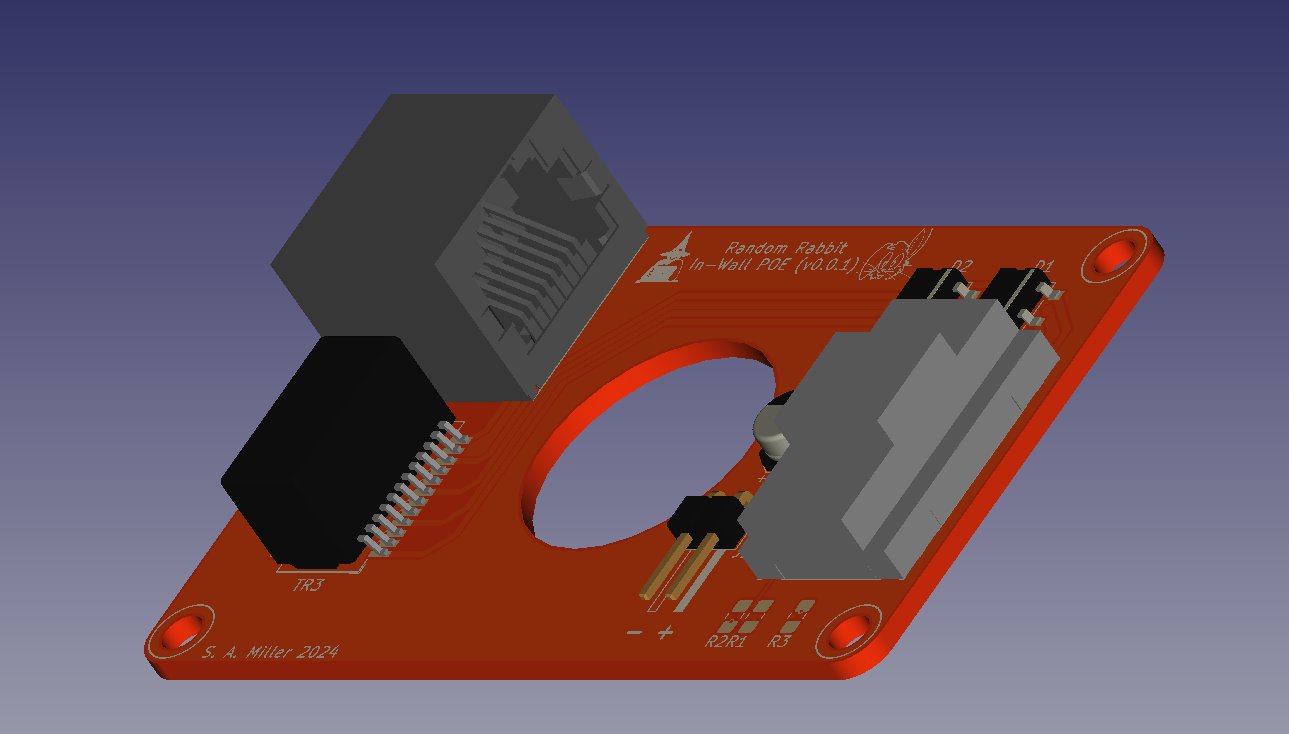 Random Rabbit
In-Wall POE (v0.0.1)
D2
D1
TR3
- +
R2R1
R3
S. A. Miller 2024